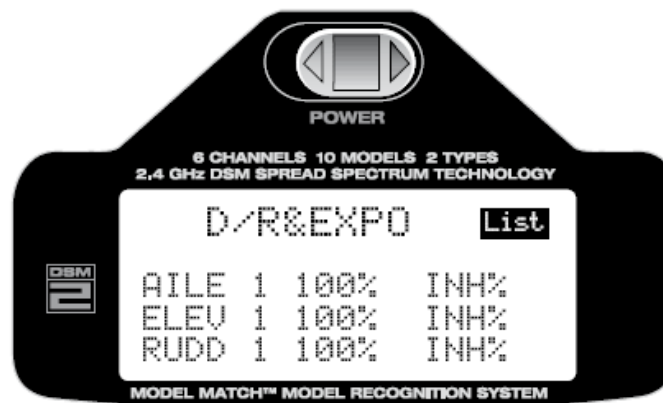 POWER
6 CHANNELS 10 MODELS 2 TYPES
2,4 GHz DSM SPREAD SPECTRUM TECHNOLOGY
D/R&EXPO List
DSM
2
AILE 1 100% INH%
ELEV 1 100% INH%
RUDD 1 100% INH%
MODEL MATCH™ MODEL RECOGNITION SYSTEM